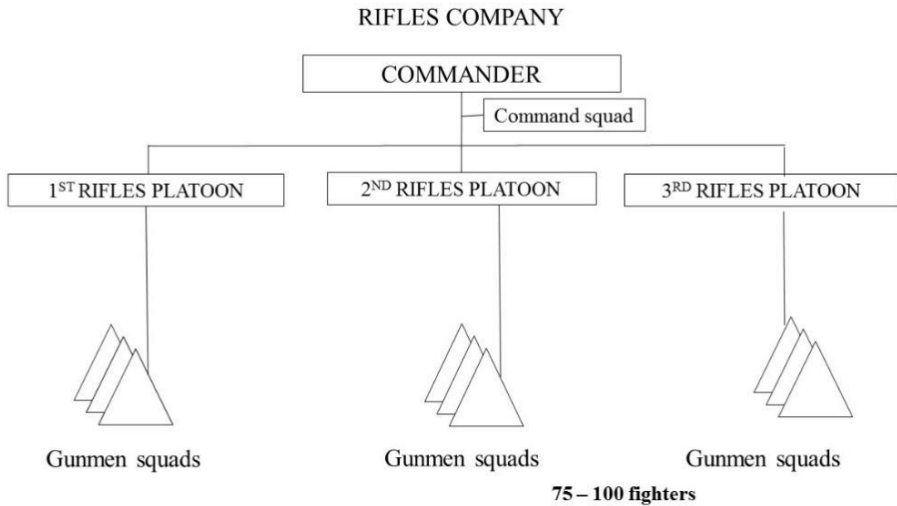 RIFLES COMPANY
COMMANDER
Command squad
1ST RIFLES PLATOON
2ND RIFLES PLATOON
3RD RIFLES PLATOON
Gunmen squads
Gunmen squads
Gunmen squads
75 – 100 fighters